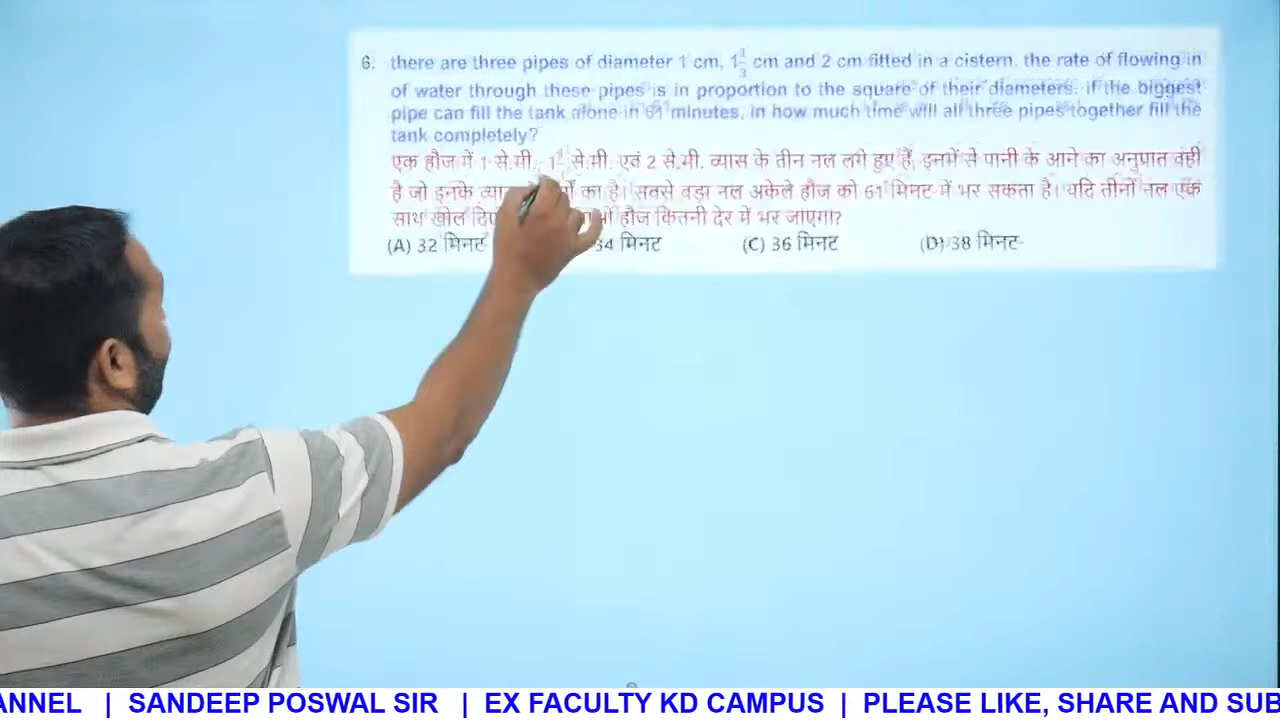 6. there are three pipes of diameter 1 cm, 1 1/3 cm and 2 cm fitted in a cistern. the rate of flowing in
of water through these pipes is in proportion to the square of their diameters. If the biggest
pipe can fill the tank alone in 61 minutes, in how much time will all three pipes together fill the
tank completely?
एक हौज में 1 से.मी., 1 से.मी. एवं 2 से.मी. व्यास के तीन नल लगे हुए हैं, इनमें से पानी के आने का अनुपात वही
है जो इनके का है। सबसे बड़ा नल अकेले हौज को 61 मिनट में भर सकता है। यदि तीनों नल एक
साथ खोल हौज कितनी देर में भर जाएगा?
(A) 32 मिनट 34 मिनट (C) 36 मिनट (D) 38 मिनट
ANNEL | SANDEEP POSWAL SIR | EX FACULTY KD CAMPUS | PLEASE LIKE, SHARE AND SUB